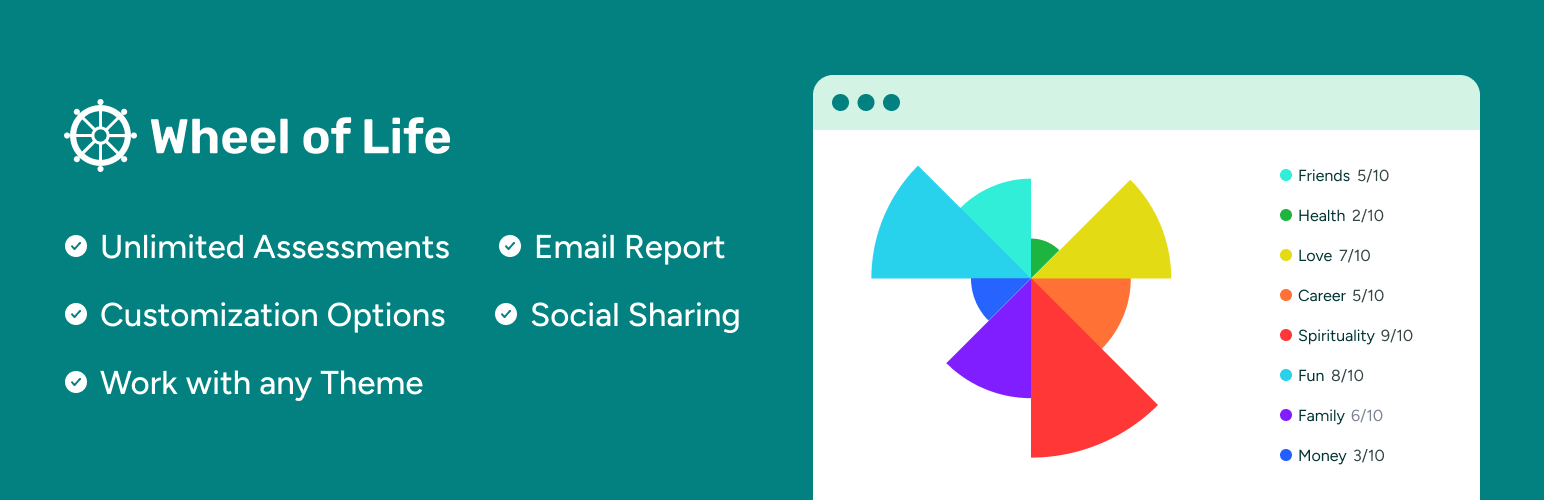 Wheel of Life
Unlimited Assessments
Email Report
Customization Options
Social Sharing
Work with any Theme
Friends 5/10
Health 2/10
Love 7/10
Career 5/10
Spirituality 9/10
Fun 8/10
Family 6/10
Money 3/10